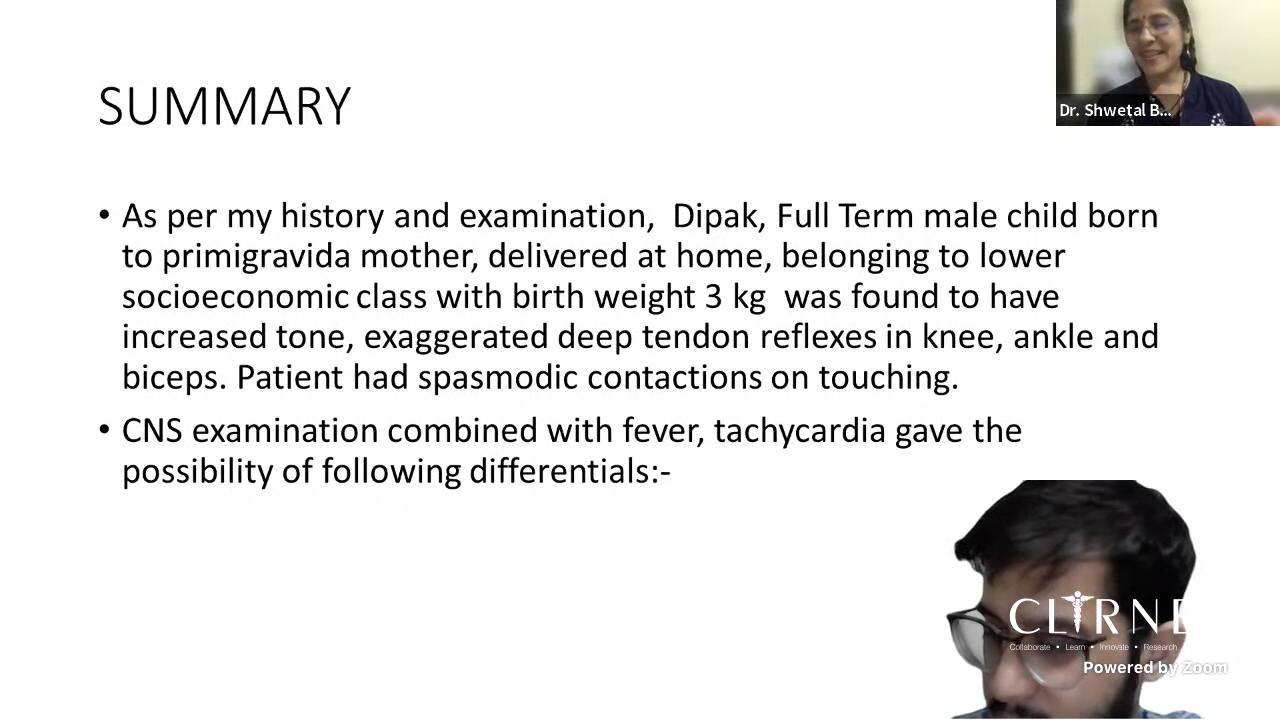 SUMMARY
Dr. Shwetal B...
• As per my history and examination,  Dipak, Full Term male child born
to primigravida mother, delivered at home, belonging to lower
socioeconomic class with birth weight 3 kg  was found to have
increased tone, exaggerated deep tendon reflexes in knee, ankle and
biceps. Patient had spasmodic contactions on touching.
• CNS examination combined with fever, tachycardia gave the
possibility of following differentials:-
CLIRNE
Collaborate • Learn • Innovate • Research
Powered by Zoom